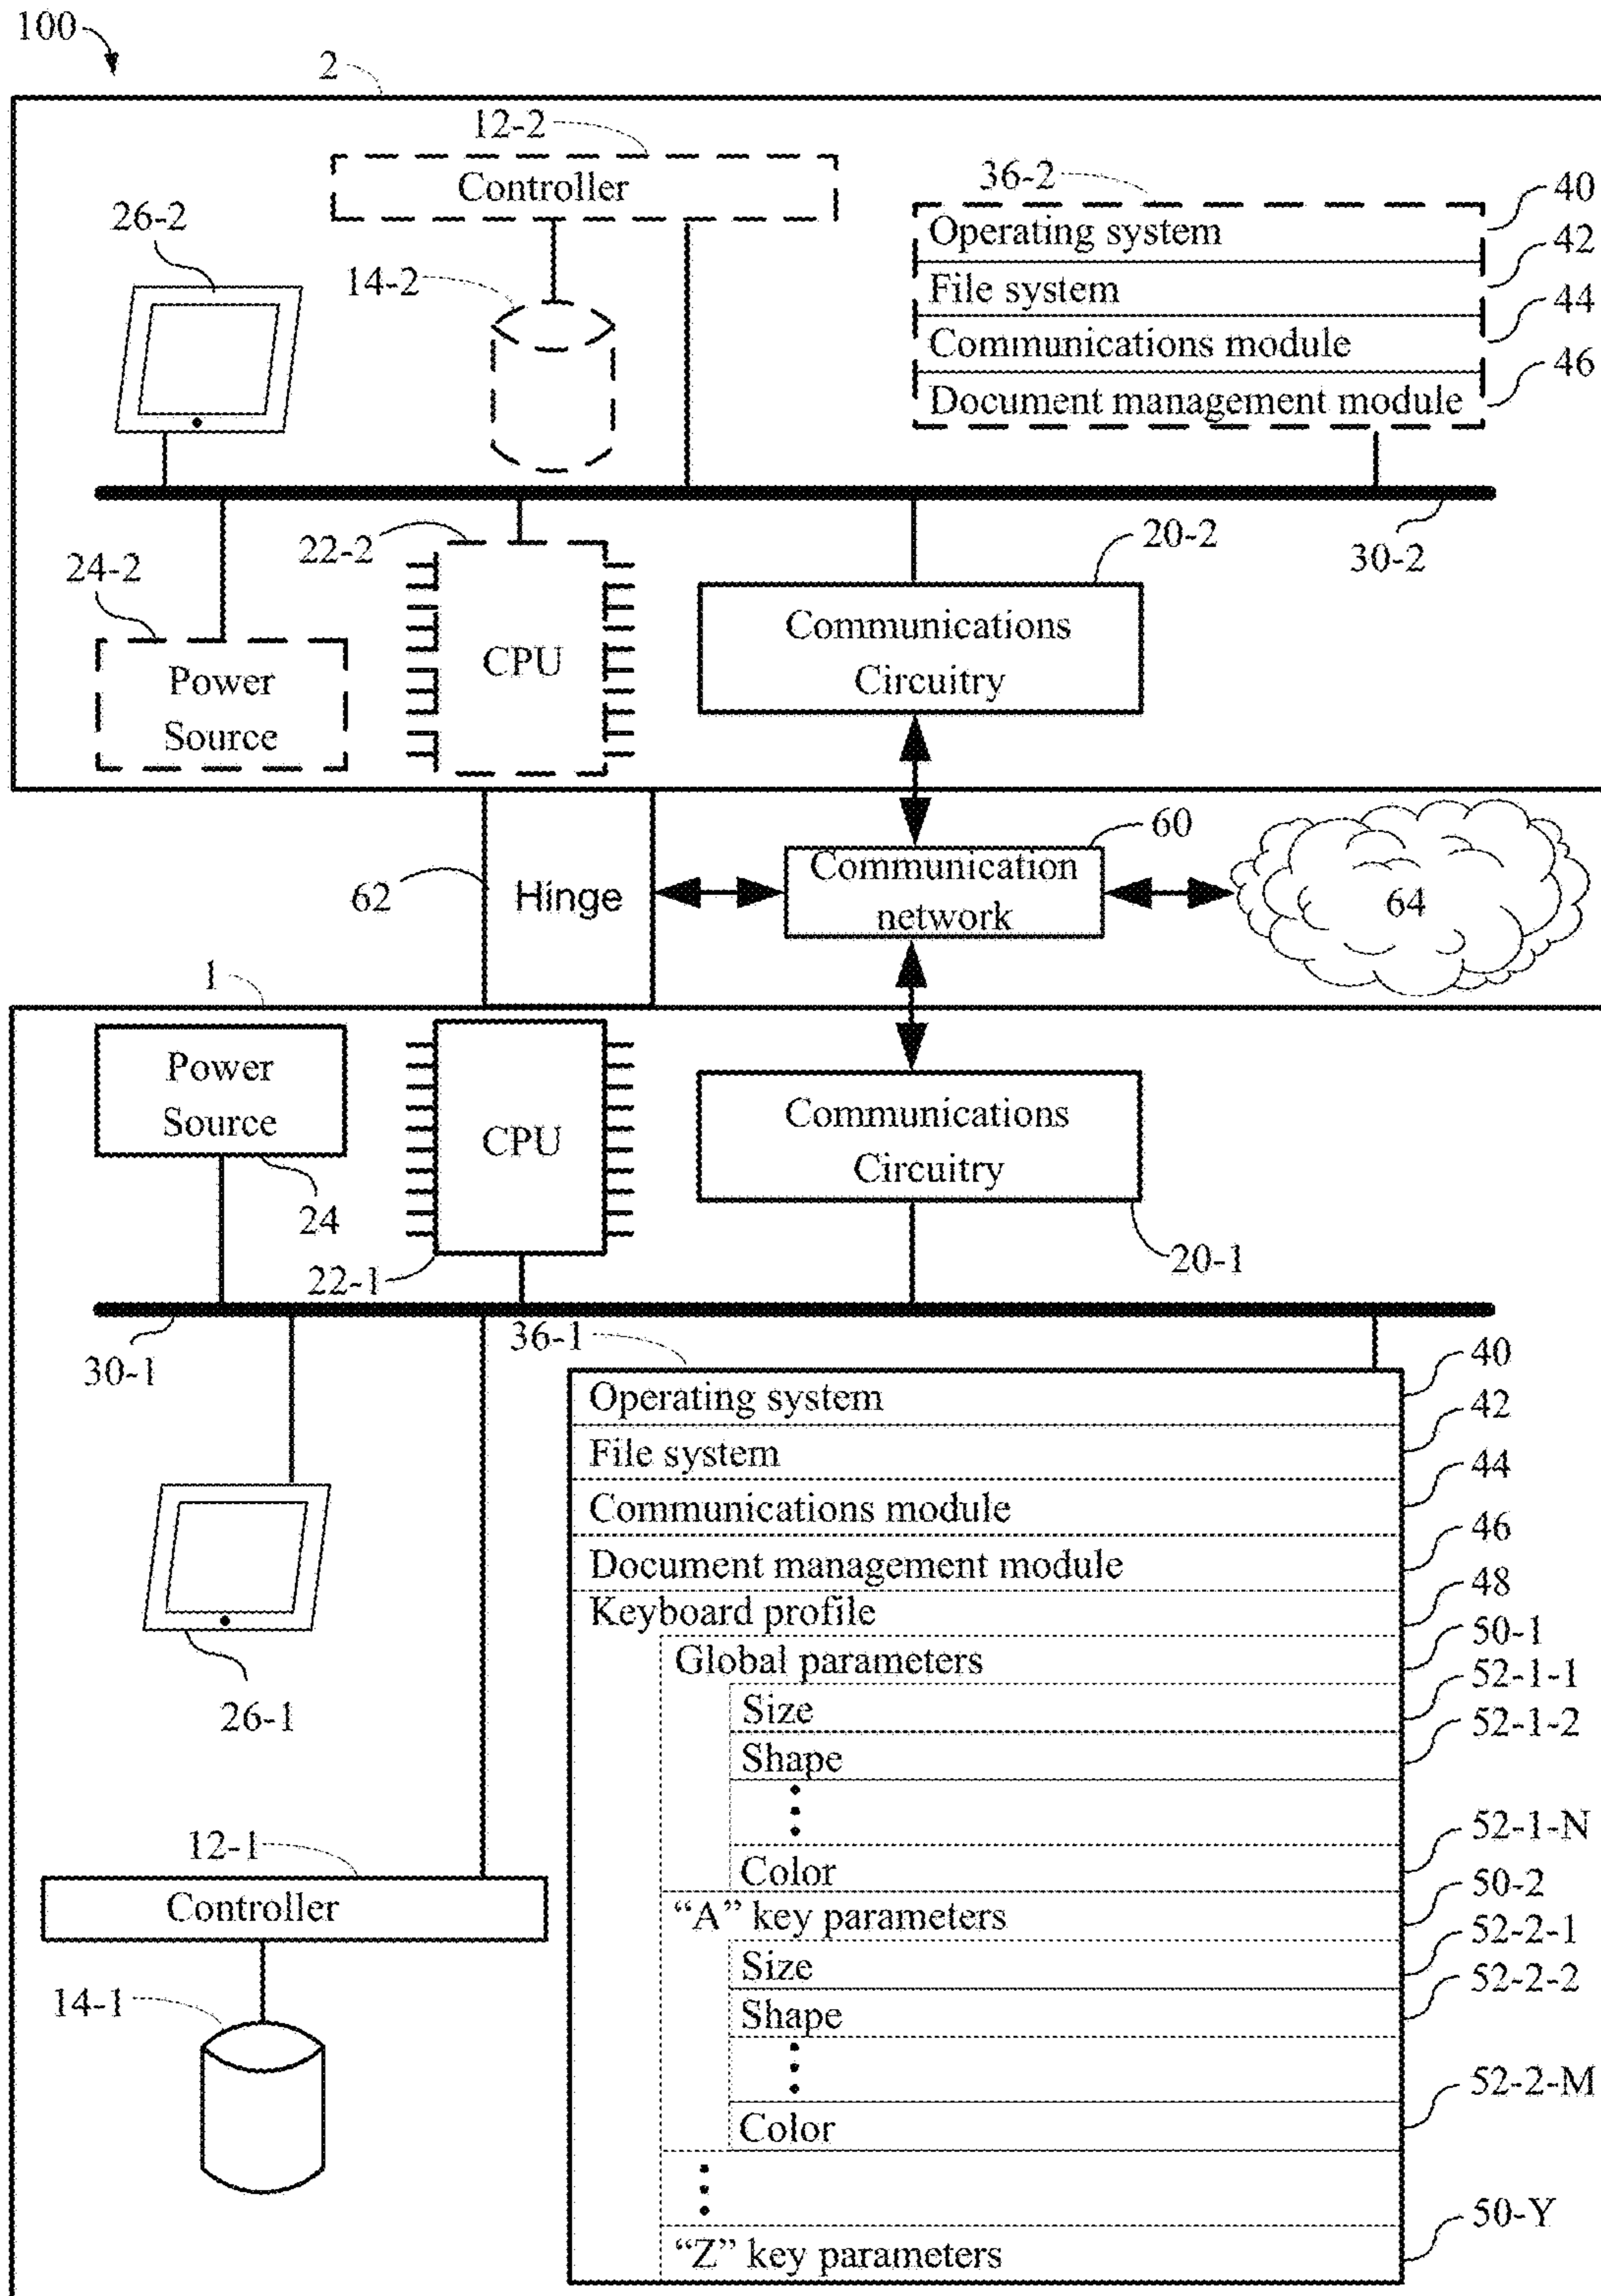 100
2
12-2
Controller
36-2
40
Operating system
26-2
42
File system
14-2
44
Communications module
46
Document management module
22-2
20-2
30-2
24-2
Communications
Circuitry
CPU
Power
Source
60
Communication
network
62
Hinge
64
1
Power
Source
CPU
Communications
Circuitry
24
20-1
22-1
36-1
30-1
40
Operating system
42
File system
44
Communications module
46
Document management module
48
Keyboard profile
50-1
Global parameters
52-1-1
Size
52-1-2
Shape
26-1
52-1-N
Color
12-1
Controller
50-2
“A” key parameters
52-2-1
Size
52-2-2
Shape
14-1
52-2-M
Color
50-Y
“Z” key parameters